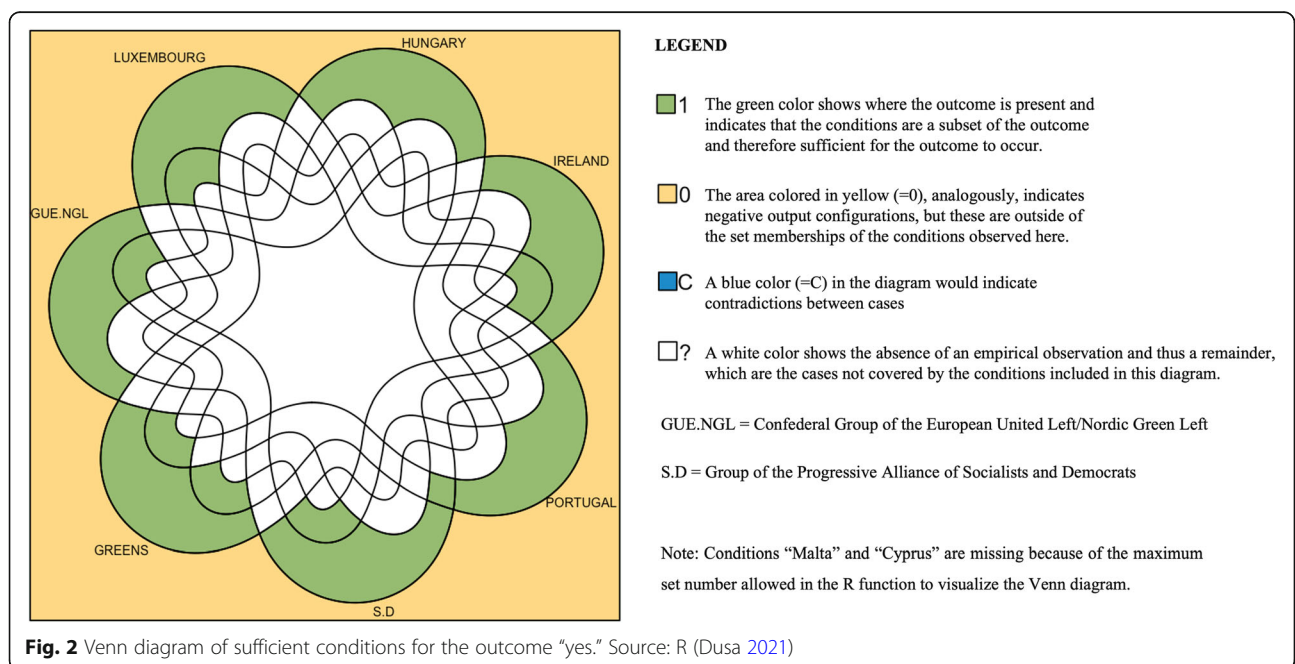 HUNGARY
LUXEMBOURG
IRELAND
GUE.NGL
PORTUGAL
GREENS
S.D
LEGEND
1 The green color shows where the outcome is present and
indicates that the conditions are a subset of the outcome
and therefore sufficient for the outcome to occur.
0 The area colored in yellow (=0), analogously, indicates
negative output configurations, but these are outside of
the set memberships of the conditions observed here.
C A blue color (=C) in the diagram would indicate
contradictions between cases
? A white color shows the absence of an empirical observation and thus a remainder,
which are the cases not covered by the conditions included in this diagram.
GUE.NGL = Confederal Group of the European United Left/Nordic Green Left
S.D = Group of the Progressive Alliance of Socialists and Democrats
Note: Conditions “Malta” and “Cyprus” are missing because of the maximum
set number allowed in the R function to visualize the Venn diagram.
Fig. 2 Venn diagram of sufficient conditions for the outcome “yes.” Source: R (Dusa 2021)